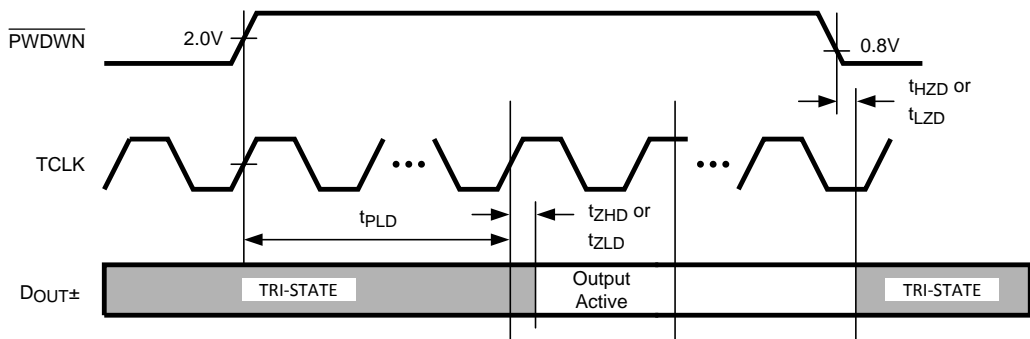 PWDWN
2.0V
0.8V
tHZD or
tLZD
TCLK
tPLD
tZHD or
tZLD
DOUT±
TRI-STATE
Output
Active
TRI-STATE